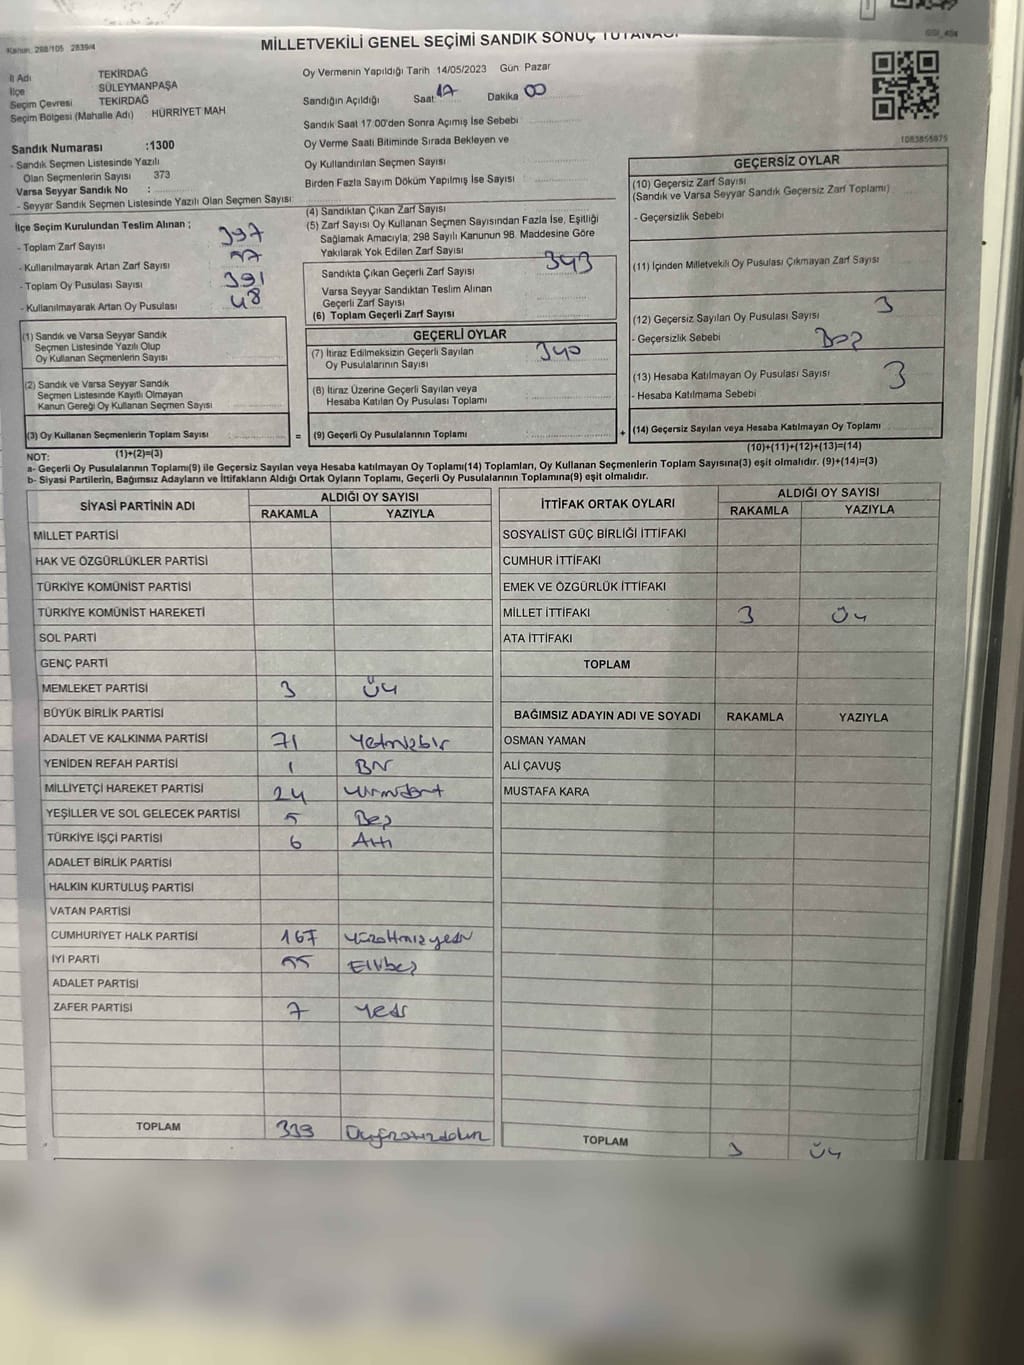 Kanun: 298/105 2839/4
MİLLETVEKİLİ GENEL SEÇİMİ SANDIK SONUÇ TUTANAĞI
İl Adı TEKİRDAĞ
İlçe SÜLEYMANPAŞA
Seçim Çevresi TEKİRDAĞ
Seçim Bölgesi (Mahalle Adı) HÜRRİYET MAH
Sandık Numarası :1300
- Sandık Seçmen Listesinde Yazılı
Olan Seçmenlerin Sayısı 373
Varsa Seyyar Sandık No :
- Seyyar Sandık Seçmen Listesinde Yazılı Olan Seçmen Sayısı
Oy Vermenin Yapıldığı Tarih 14/05/2023 Gün Pazar
Sandığın Açıldığı Saat 17 Dakika 00
Sandık Saat 17:00'den Sonra Açımış İse Sebebi
Oy Verme Saati Bitiminde Sırada Bekleyen ve
Oy Kullandırılan Seçmen Sayısı
Birden Fazla Sayım Döküm Yapılmış İse Sayısı
1083855975
İlçe Seçim Kurulundan Teslim Alınan ;
- Toplam Zarf Sayısı 397
- Kullanılmayarak Artan Zarf Sayısı
- Toplam Oy Pusulası Sayısı 391
- Kullanılmayarak Artan Oy Pusulası 48
(1) Sandık ve Varsa Seyyar Sandık
Seçmen Listesinde Yazılı Olup
Oy Kullanan Seçmenlerin Sayısı
(2) Sandık ve Varsa Seyyar Sandık
Seçmen Listesinde Kayıtlı Olmayan
Kanun Gereği Oy Kullanan Seçmen Sayısı
(3) Oy Kullanan Seçmenlerin Toplam Sayısı
(1)+(2)=(3)
(4) Sandıktan Çıkan Zarf Sayısı
(5) Zarf Sayısı Oy Kullanan Seçmen Sayısından Fazla İse, Eşitliği
Sağlamak Amacıyla, 298 Sayılı Kanunun 98. Maddesine Göre
Yakılarak Yok Edilen Zarf Sayısı
Sandıkta Çıkan Geçerli Zarf Sayısı 343
Varsa Seyyar Sandıktan Teslim Alınan
Geçerli Zarf Sayısı
(6) Toplam Geçerli Zarf Sayısı
GEÇERLİ OYLAR
(7) İtiraz Edilmeksizin Geçerli Sayılan
Oy Pusulalarının Sayısı 340
(8) İtiraz Üzerine Geçerli Sayılan veya
Hesaba Katılan Oy Pusulası Toplamı
= (9) Geçerli Oy Pusulalarının Toplamı
GEÇERSİZ OYLAR
(10) Geçersiz Zarf Sayısı
(Sandık ve Varsa Seyyar Sandık Geçersiz Zarf Toplamı)
- Geçersizlik Sebebi
(11) İçinden Milletvekili Oy Pusulası Çıkmayan Zarf Sayısı
(12) Geçersiz Sayılan Oy Pusulası Sayısı 3
- Geçersizlik Sebebi Boş
(13) Hesaba Katılmayan Oy Pusulası Sayısı 3
- Hesaba Katılmama Sebebi
+ (14) Geçersiz Sayılan veya Hesaba Katılmayan Oy Toplamı
(10)+(11)+(12)+(13)=(14)
NOT:
a- Geçerli Oy Pusulalarının Toplamı(9) ile Geçersiz Sayılan veya Hesaba katılmayan Oy Toplamı(14) Toplamları, Oy Kullanan Seçmenlerin Toplam Sayısına(3) eşit olmalıdır. (9)+(14)=(3)
b- Siyasi Partilerin, Bağımsız Adayların ve İttifakların Aldığı Ortak Oyların Toplamı, Geçerli Oy Pusulalarının Toplamına(9) eşit olmalıdır.
SİYASİ PARTİNİN ADI ALDIĞI OY SAYISI
RAKAMLA YAZIYLA
MİLLET PARTİSİ
HAK VE ÖZGÜRLÜKLER PARTİSİ
TÜRKİYE KOMÜNİST PARTİSİ
TÜRKİYE KOMÜNİST HAREKETİ
SOL PARTİ
GENÇ PARTİ
MEMLEKET PARTİSİ 3 Üç
BÜYÜK BİRLİK PARTİSİ
ADALET VE KALKINMA PARTİSİ 71 Yetmişbir
YENİDEN REFAH PARTİSİ 1 Bir
MİLLİYETÇİ HAREKET PARTİSİ 24 Yirmidört
YEŞİLLER VE SOL GELECEK PARTİSİ 5 Beş
TÜRKİYE İŞÇİ PARTİSİ 6 Altı
ADALET BİRLİK PARTİSİ
HALKIN KURTULUŞ PARTİSİ
VATAN PARTİSİ
CUMHURİYET HALK PARTİSİ 167 Yüzaltmışyedi
İYİ PARTİ 55 Ellibeş
ADALET PARTİSİ
ZAFER PARTİSİ 7 Yedi
TOPLAM 339 Üçyüzotuzdokuz
İTTİFAK ORTAK OYLARI ALDIĞI OY SAYISI
RAKAMLA YAZIYLA
SOSYALİST GÜÇ BİRLİĞİ İTTİFAKI
CUMHUR İTTİFAKI
EMEK VE ÖZGÜRLÜK İTTİFAKI
MİLLET İTTİFAKI 3 Üç
ATA İTTİFAKI
TOPLAM
BAĞIMSIZ ADAYIN ADI VE SOYADI RAKAMLA YAZIYLA
OSMAN YAMAN
ALİ ÇAVUŞ
MUSTAFA KARA
TOPLAM 3 Üç